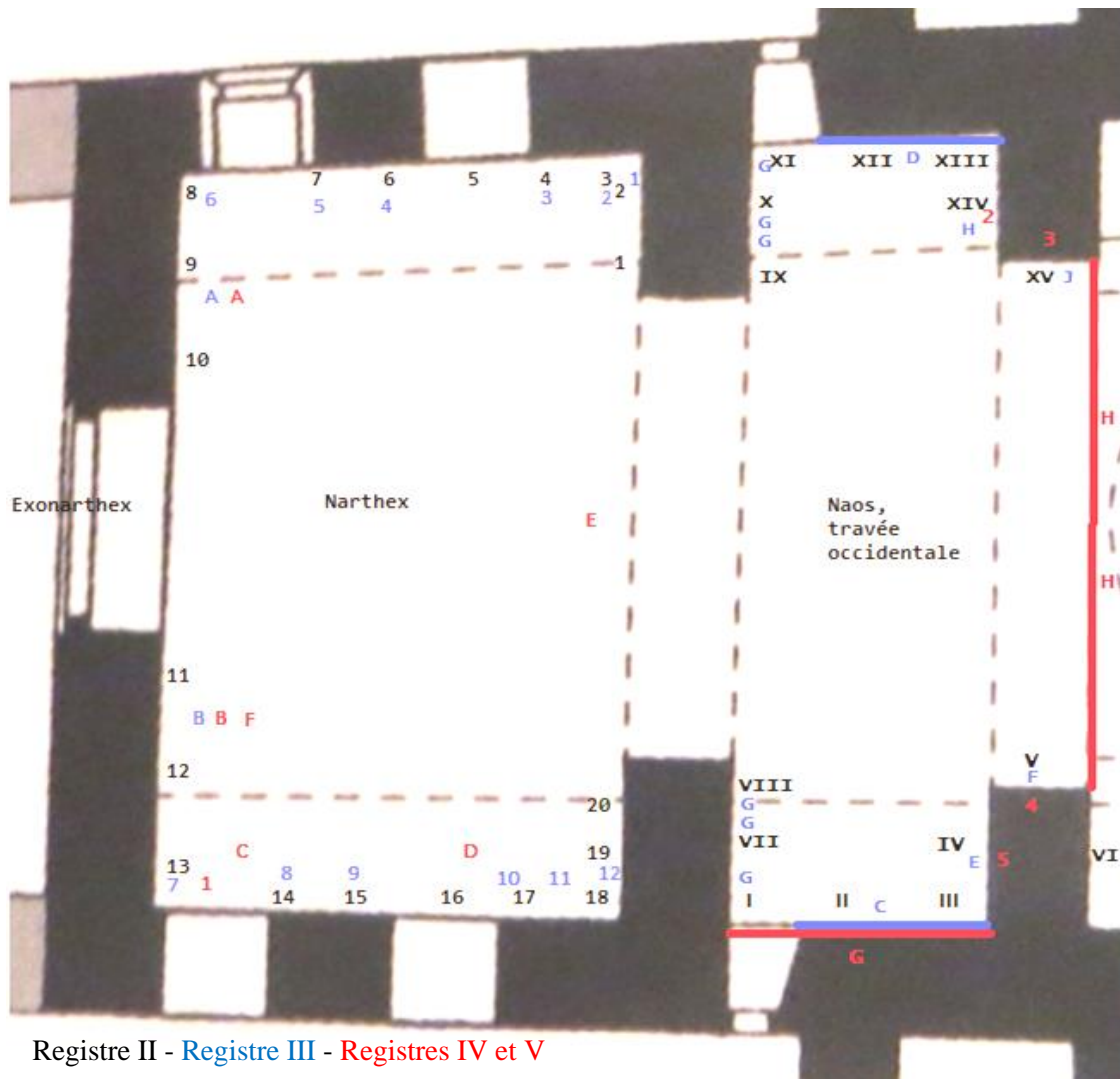 G XI XII D XIII
8 6 7 6 5 4 3 1
5 4 3 2 2
X XIV 2
G H
G 3
9 1 IX XV J
A A
10
H
Exonarthex Narthex Naos,
E travée
occidentale
H
11
B B F
12 VIII V
20 G F
G 4
C D 19 VII IV
13 8 9 E 5 VI
7 1 10 11 12 G
14 15 16 17 18 I II C III
G
Registre II - Registre III - Registres IV et V